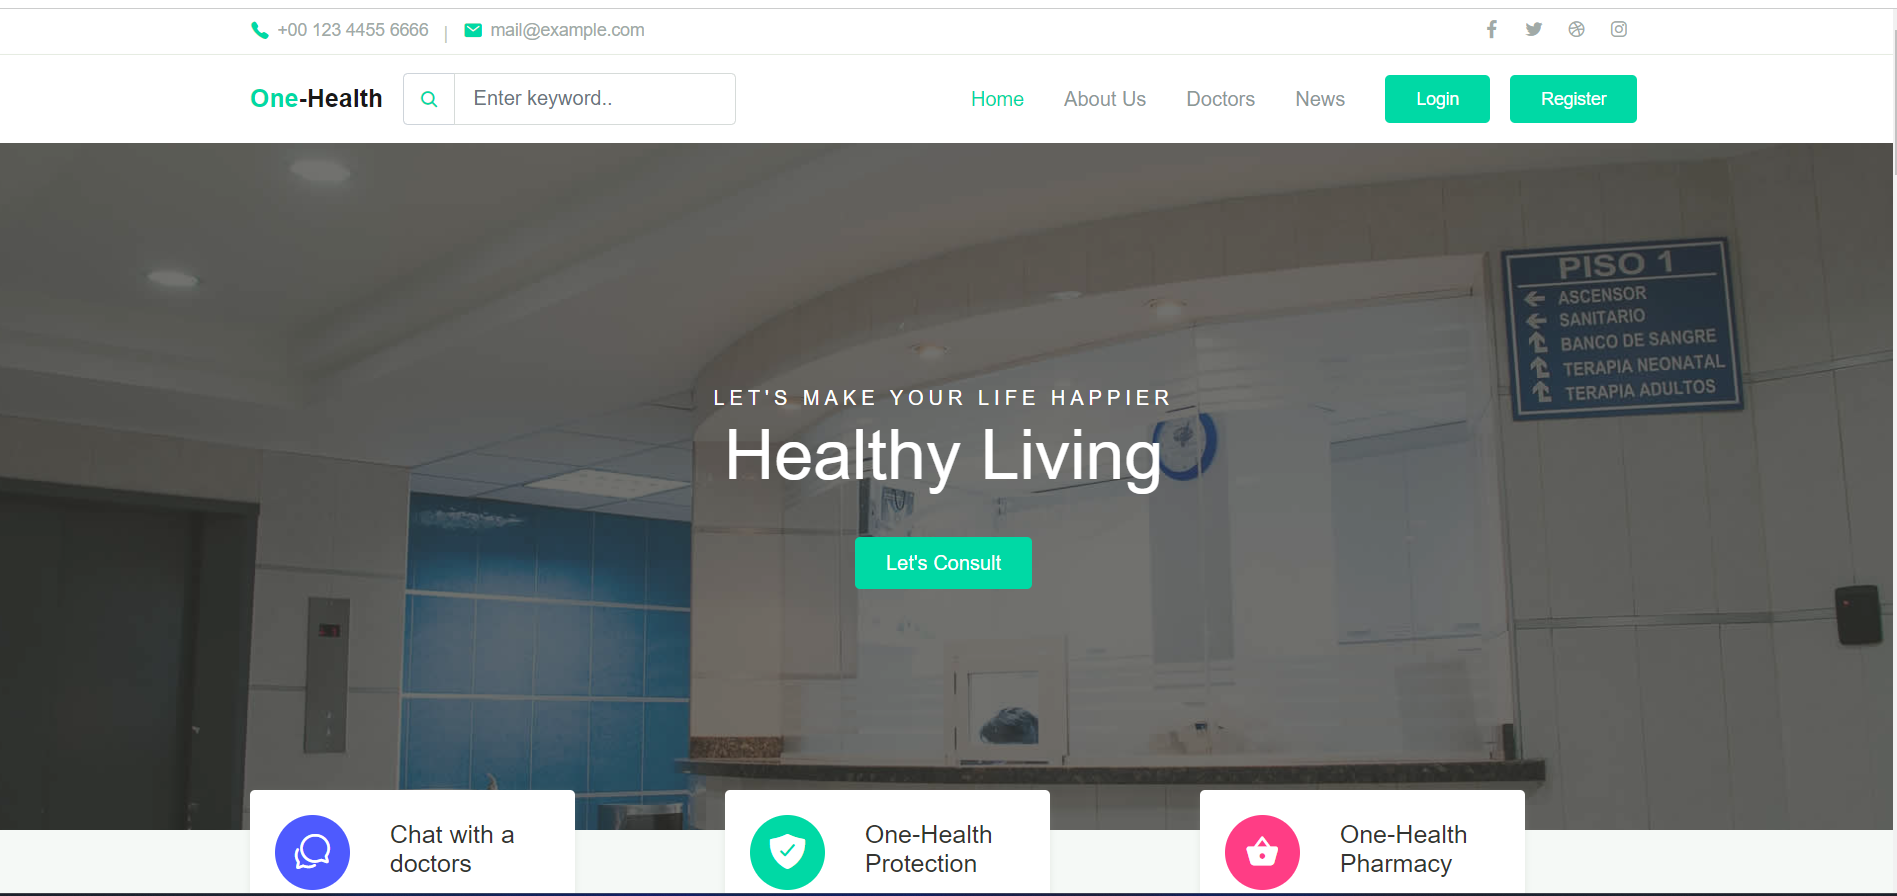 +00 123 4455 6666 | mail@example.com
One-Health
Enter keyword..
Home
About Us
Doctors
News
Login
Register
PISO 1
ASCENSOR
SANITARIO
BANCO DE SANGRE
TERAPIA NEONATAL
TERAPIA ADULTOS
LET'S MAKE YOUR LIFE HAPPIER
Healthy Living
Let's Consult
Chat with a
doctors
One-Health
Protection
One-Health
Pharmacy